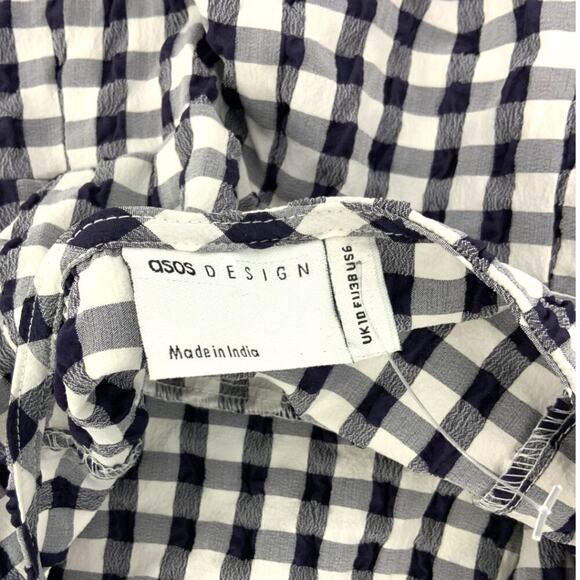 asos DESIGN
Made in India
UK10 EU38 US6